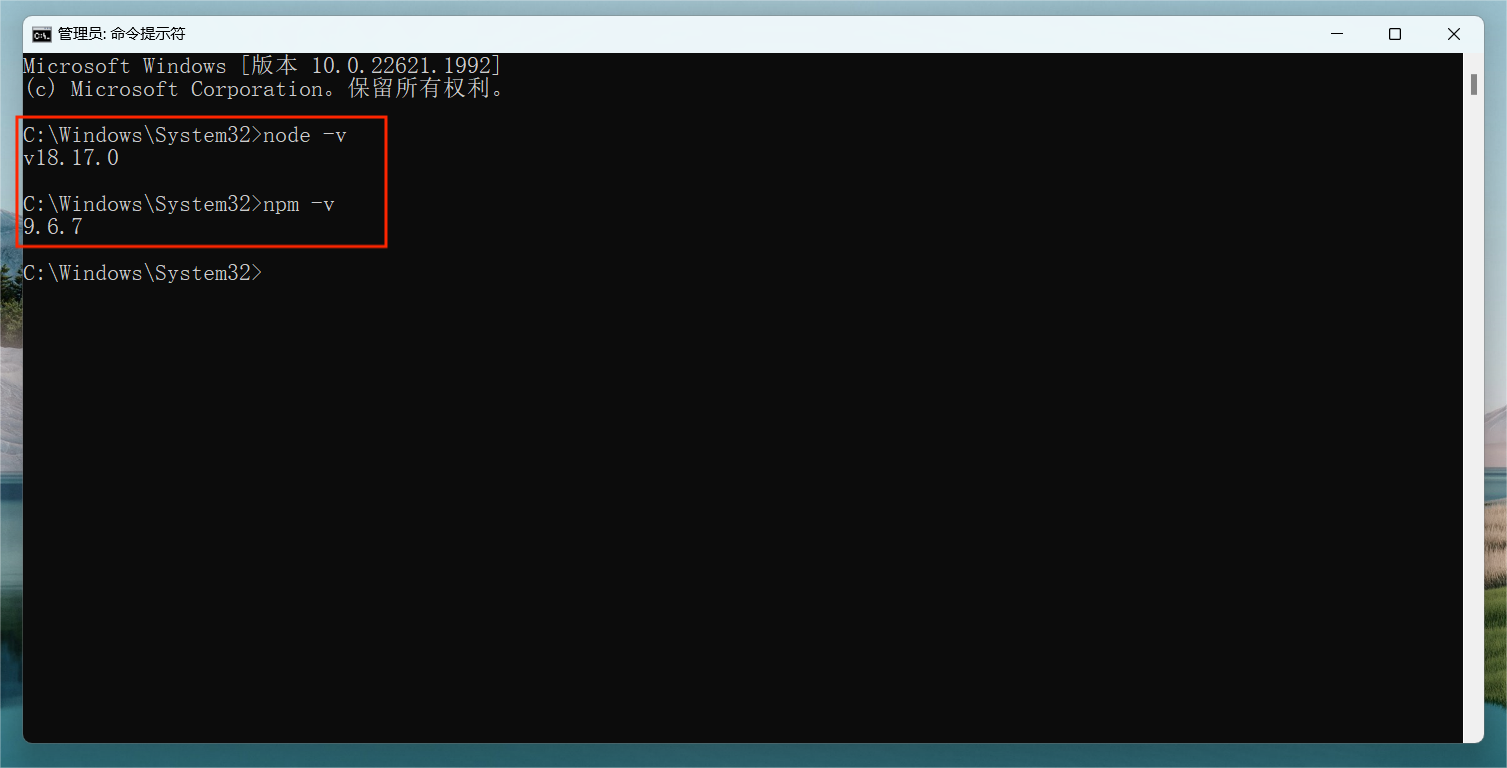 管理员: 命令提示符
Microsoft Windows [版本 10.0.22621.1992]
(c) Microsoft Corporation。保留所有权利。
C:\Windows\System32>node -v
v18.17.0
C:\Windows\System32>npm -v
9.6.7
C:\Windows\System32>